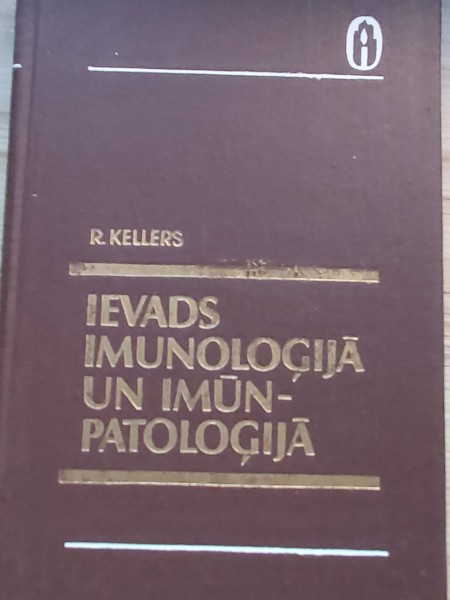 R. KELLERS
IEVADS
IMUNOLOĢIJĀ
UN IMŪN-
PATOLOĢIJĀ